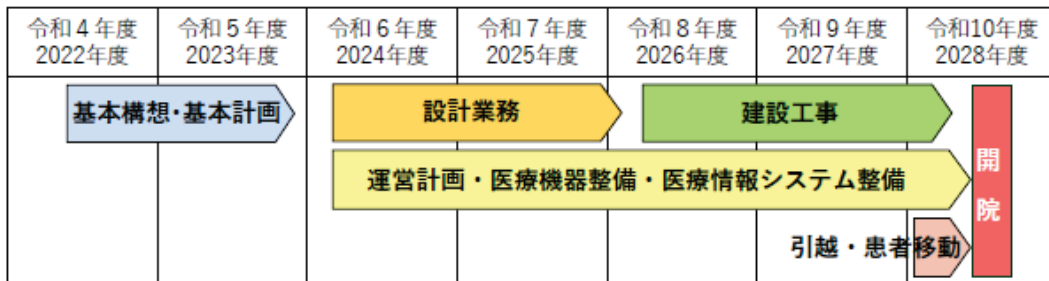 令和４年度 令和５年度 令和６年度 令和７年度 令和８年度 令和９年度 令和10年度
2022年度 2023年度 2024年度 2025年度 2026年度 2027年度 2028年度
基本構想・基本計画 設計業務 建設工事
運営計画・医療機器整備・医療情報システム整備
引越・患者移動
開院